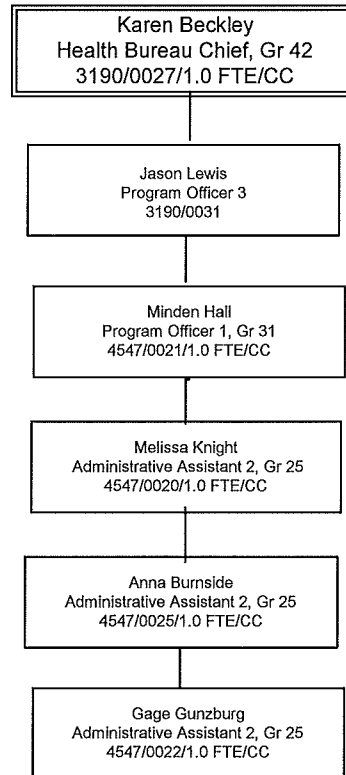 Karen Beckley
Health Bureau Chief, Gr 42
3190/0027/1.0 FTE/CC
Jason Lewis
Program Officer 3
3190/0031
Minden Hall
Program Officer 1, Gr 31
4547/0021/1.0 FTE/CC
Melissa Knight
Administrative Assistant 2, Gr 25
4547/0020/1.0 FTE/CC
Anna Burnside
Administrative Assistant 2, Gr 25
4547/0025/1.0 FTE/CC
Gage Gunzburg
Administrative Assistant 2, Gr 25
4547/0022/1.0 FTE/CC